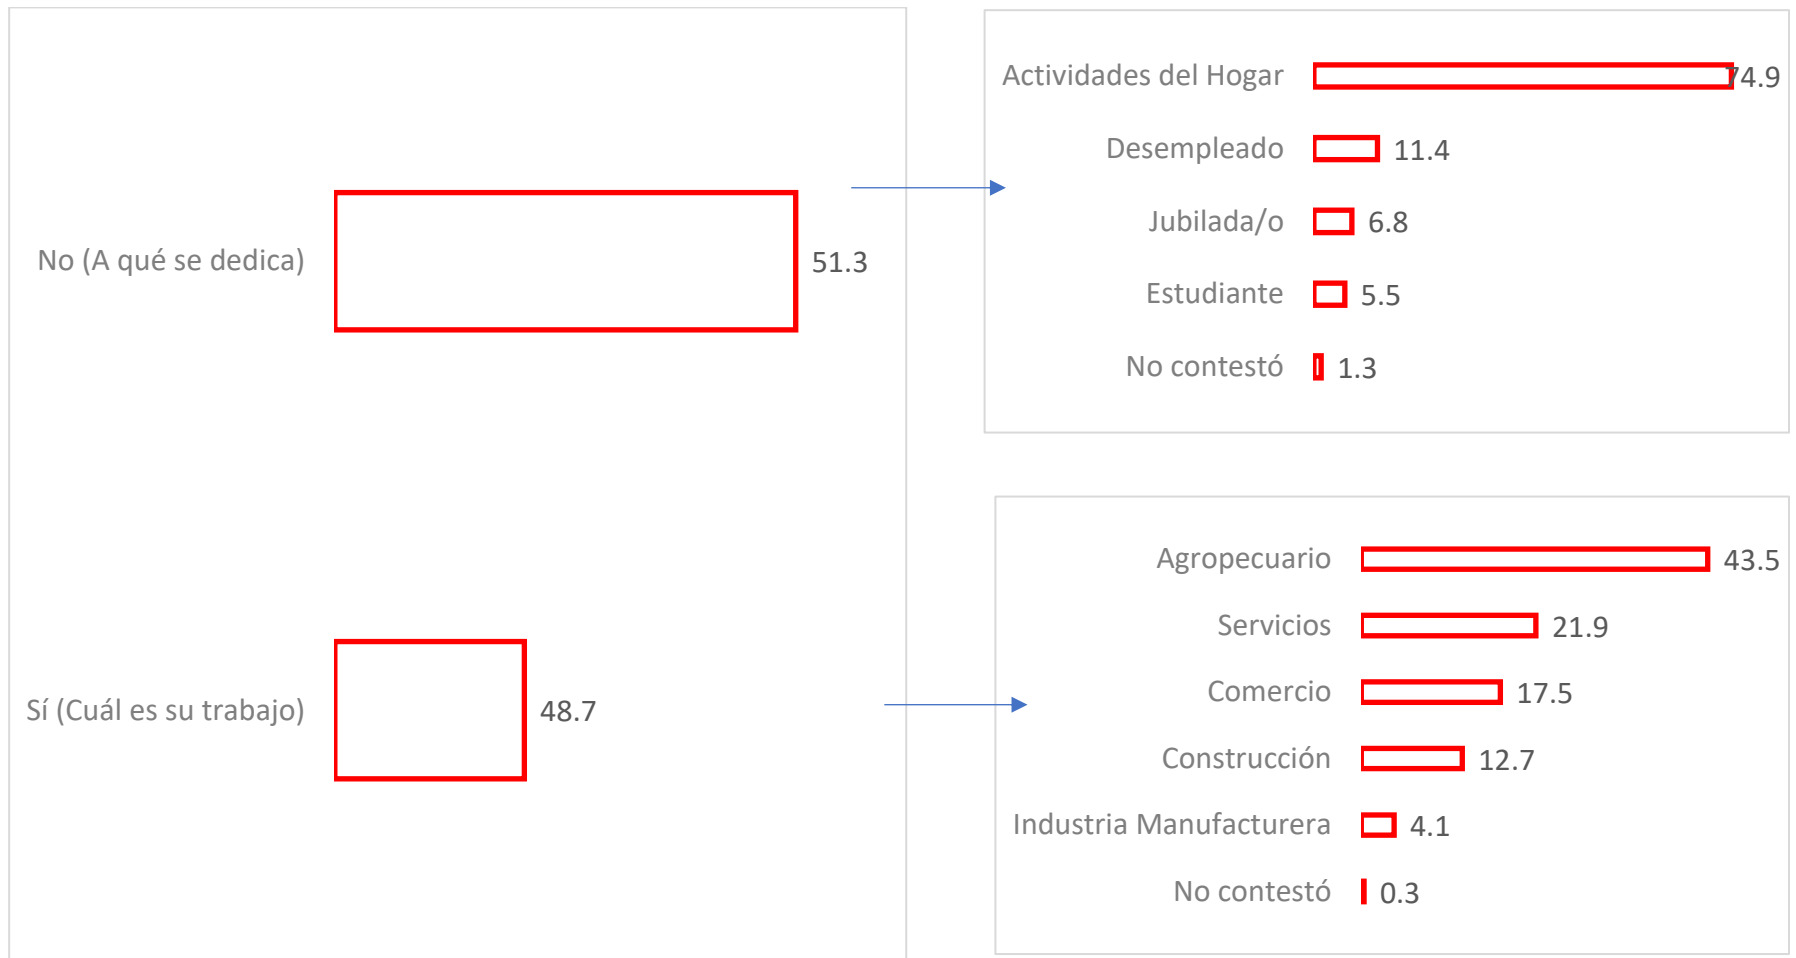 No (A qué se dedica) 51.3
Sí (Cuál es su trabajo) 48.7
Actividades del Hogar 74.9
Desempleado 11.4
Jubilada/o 6.8
Estudiante 5.5
No contestó 1.3
Agropecuario 43.5
Servicios 21.9
Comercio 17.5
Construcción 12.7
Industria Manufacturera 4.1
No contestó 0.3